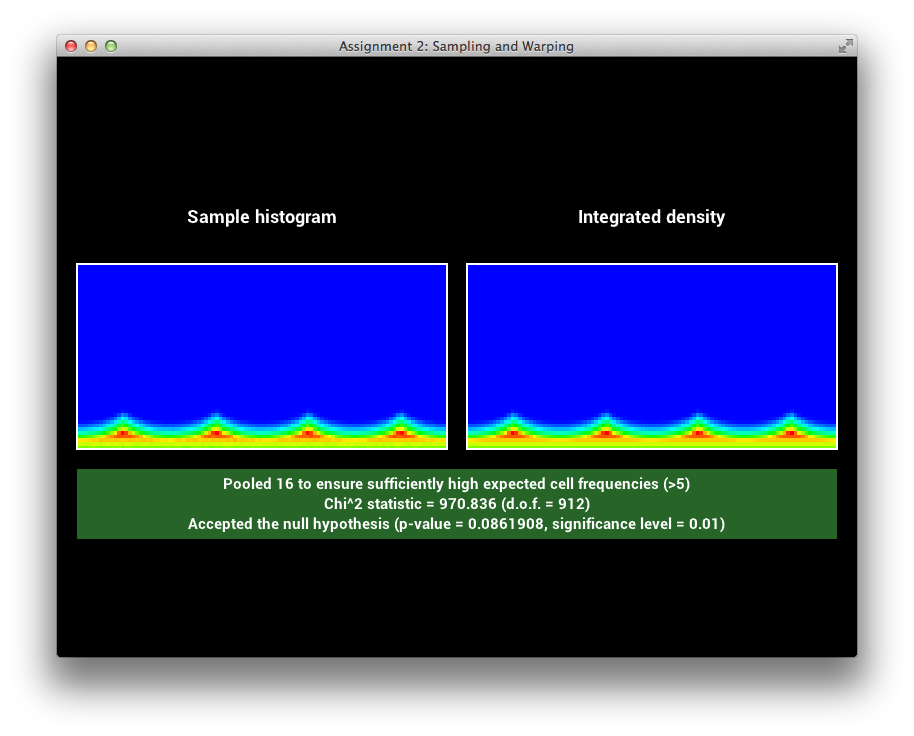 Assignment 2: Sampling and Warping
Sample histogram
Integrated density
Pooled 16 to ensure sufficiently high expected cell frequencies (>5)
Chi^2 statistic = 970.836 (d.o.f. = 912)
Accepted the null hypothesis (p-value = 0.0861908, significance level = 0.01)